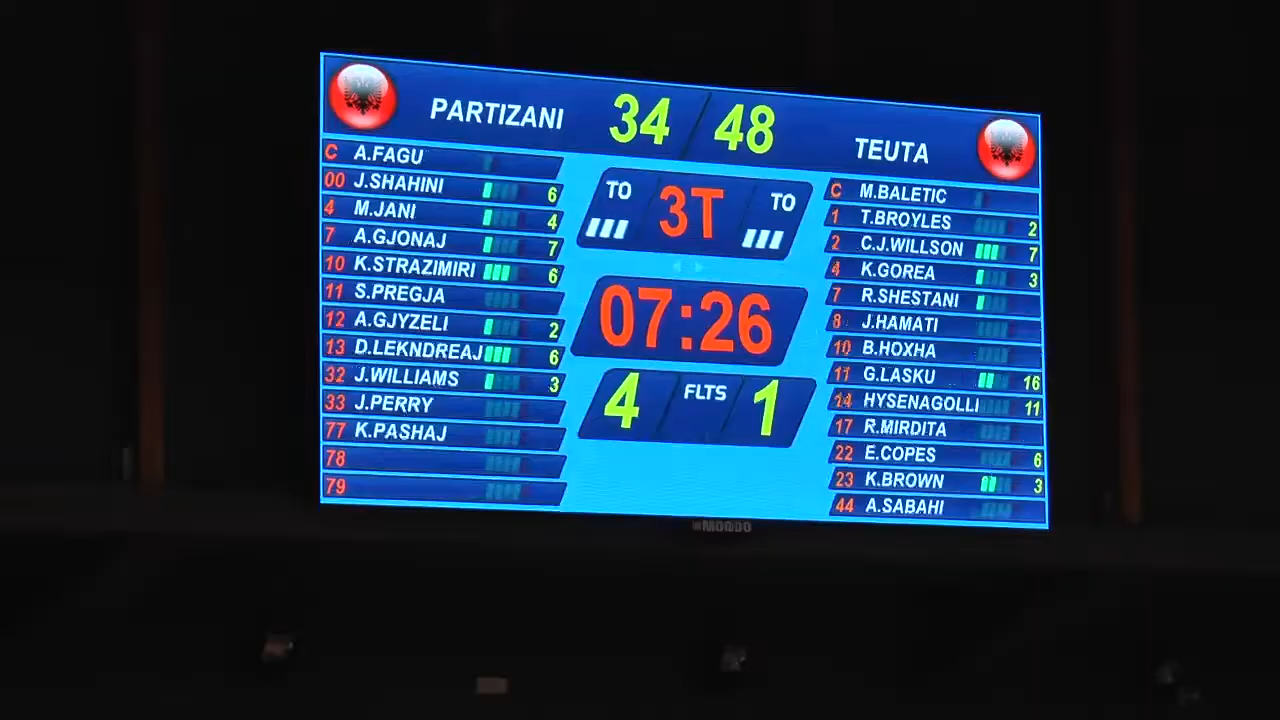 PARTIZANI 34 / 48 TEUTA
C A.FAGU
00 J.SHAHINI 6
4 M.JANI 4
7 A.GJONAJ 7
10 K.STRAZIMIRI 6
11 S.PREGJA
12 A.GJYZELI 2
13 D.LEKNDREAJ 6
32 J.WILLIAMS 3
33 J.PERRY
77 K.PASHAJ
78
79
TO 3T TO
07:26
4 FLTS 1
C M.BALETIC
1 T.BROYLES 2
2 C.J.WILLSON 7
4 K.GOREA 3
7 R.SHESTANI
8 J.HAMATI
10 B.HOXHA
11 G.LASKU 16
14 HYSENAGOLLI 11
17 R.MIRDITA
22 E.COPES 6
23 K.BROWN 3
44 A.SABAHI
MONDO